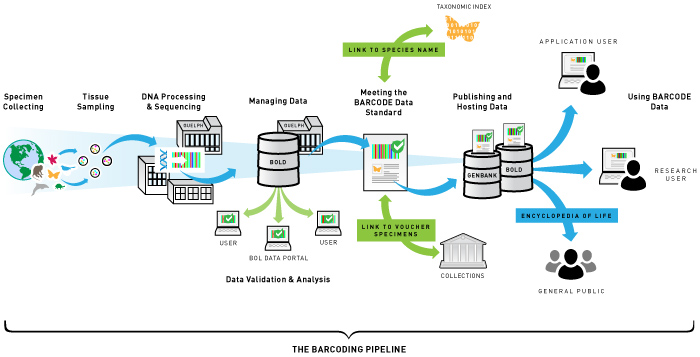 TAXONOMIC INDEX
LINK TO SPECIES NAME
APPLICATION USER
Specimen
Collecting
Tissue
Sampling
DNA Processing
& Sequencing
Managing Data
Meeting the
BARCODE Data
Standard
Publishing and
Hosting Data
Using BARCODE
Data
GUELPH
GUELPH
BOLD
GENBANK
BOLD
RESEARCH
USER
ENCYCLOPEDIA OF LIFE
LINK TO VOUCHER
SPECIMENS
USER
BOL DATA PORTAL
USER
Data Validation & Analysis
COLLECTIONS
GENERAL PUBLIC
THE BARCODING PIPELINE